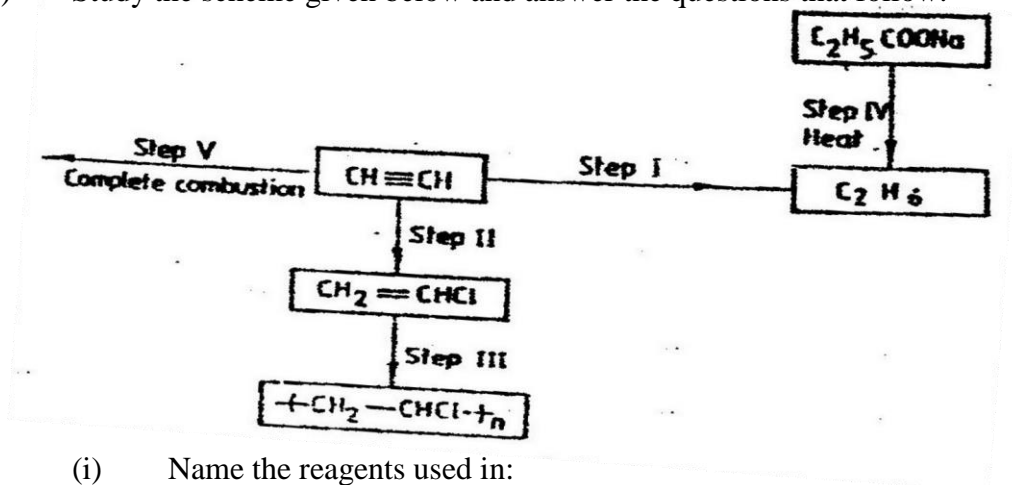 ) Study the scheme given below and answer the questions that follow.
C₂H₅COONa
Step IV
Heat
Step V
Complete combustion
CH≡CH
Step I
C₂H₆
Step II
CH₂=CHCl
Step III
-(-CH₂—CHCl-)-ₙ
(i) Name the reagents used in: